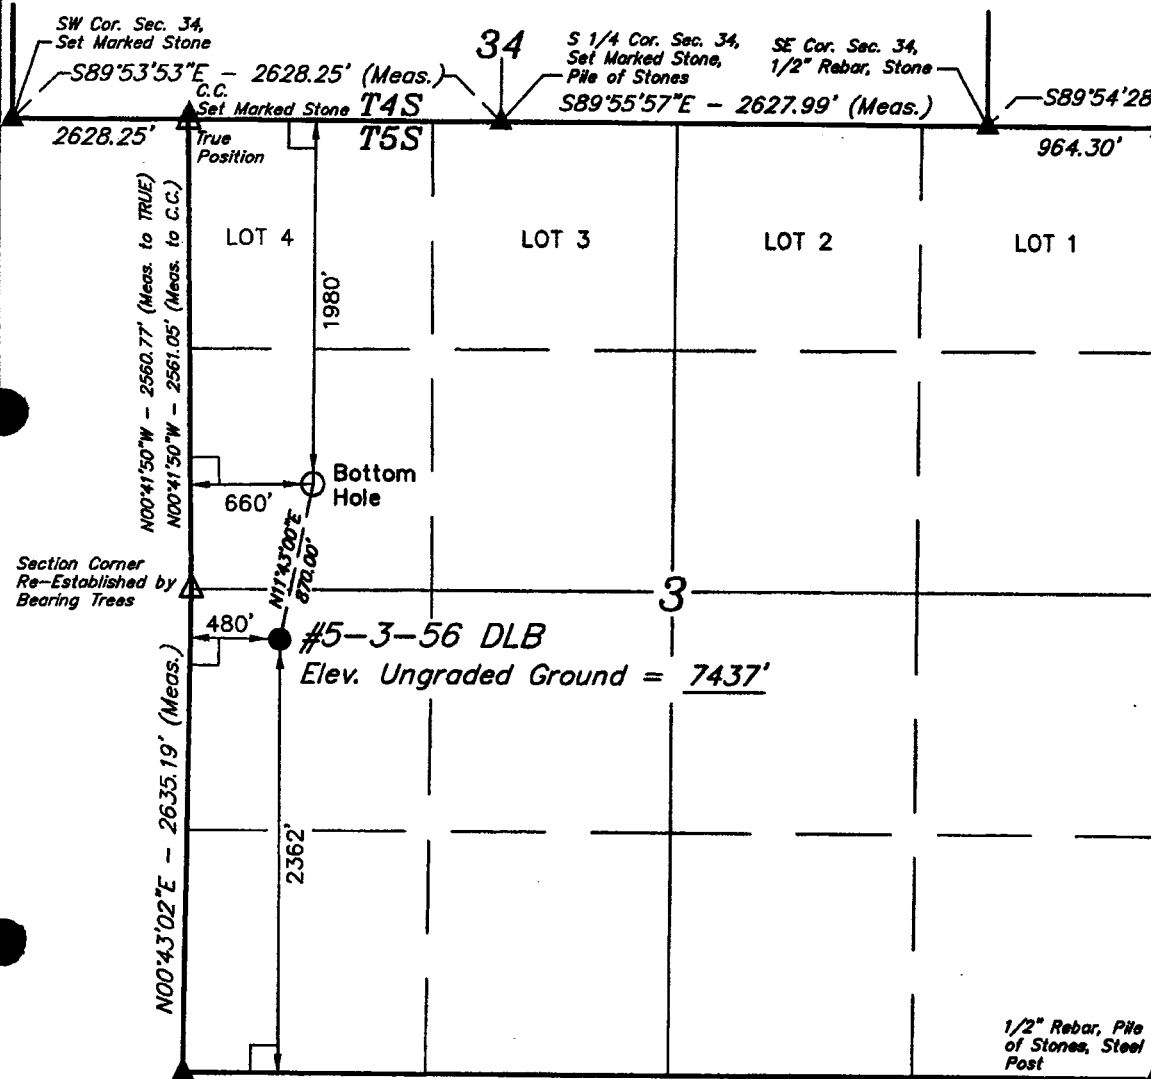 SW Cor. Sec. 34,
Set Marked Stone
S89°53'53"E - 2628.25' (Meas.)
34
S 1/4 Cor. Sec. 34,
Set Marked Stone,
Pile of Stones
SE Cor. Sec. 34,
1/2" Rebar, Stone
S89°55'57"E - 2627.99' (Meas.)
S89°54'28
C.C.
Set Marked Stone
T4S
T5S
2628.25'
True
Position
964.30'
LOT 4
LOT 3
LOT 2
LOT 1
N00°41'50"W - 2560.77' (Meas. to TRUE)
N00°41'50"W - 2561.05' (Meas. to C.C.)
1980'
Bottom
Hole
660'
N11°43'00"E
870.00'
Section Corner
Re-Established by
Bearing Trees
3
480'
#5-3-56 DLB
Elev. Ungraded Ground = 7437'
N00°43'02"E - 2635.19' (Meas.)
2362'
1/2" Rebar, Pile
of Stones, Steel
Post